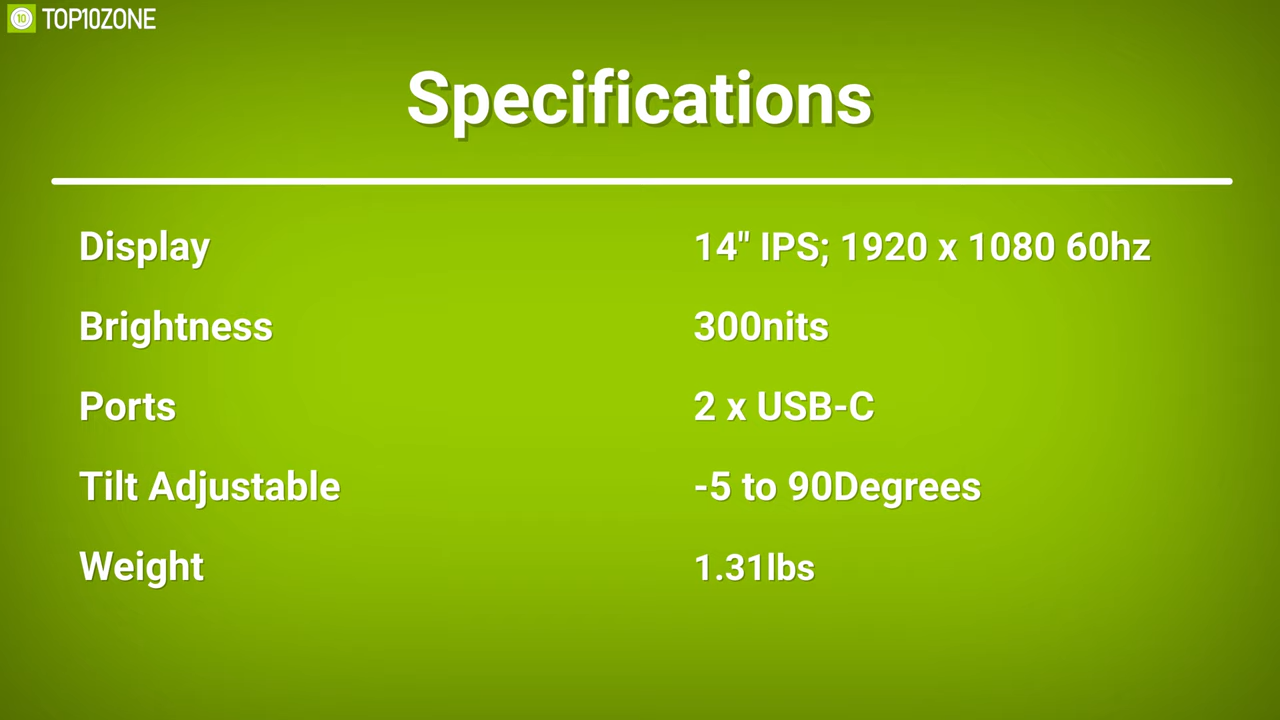 TOP10ZONE
Specifications
Display 14" IPS; 1920 x 1080 60hz
Brightness 300nits
Ports 2 x USB-C
Tilt Adjustable -5 to 90Degrees
Weight 1.31lbs